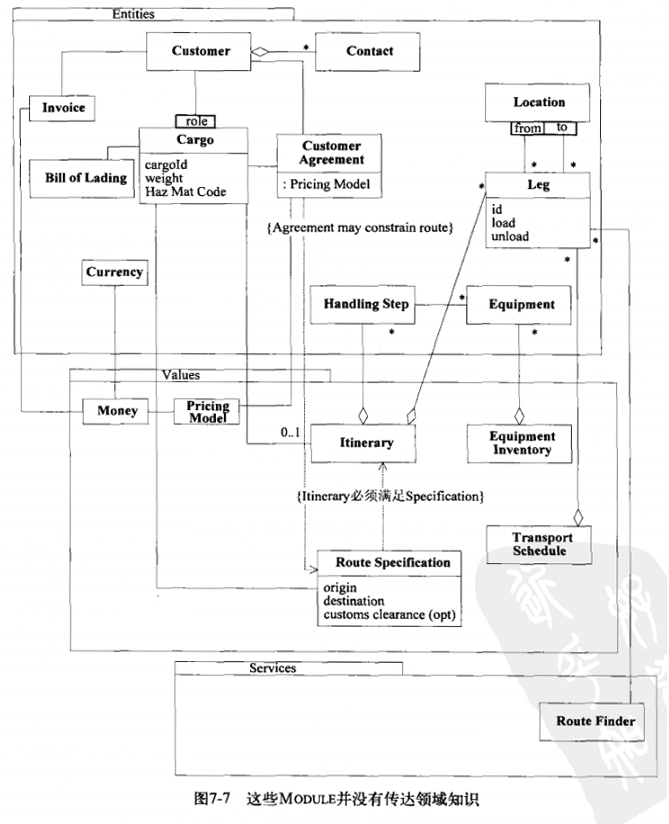 Entities
Customer
*
Contact
Invoice
Location
role
from
to
Cargo
cargoId
weight
Haz Mat Code
Customer
Agreement
: Pricing Model
Bill of Lading
*
*
*
Leg
id
load
unload
*
*
{Agreement may constrain route}
Currency
Handling Step
*
Equipment
*
*
Values
Money
Pricing
Model
0..1
Itinerary
Equipment
Inventory
{Itinerary必须满足Specification}
Transport
Schedule
Route Specification
origin
destination
customs clearance (opt)
Services
Route Finder
图7-7 这些MODULE并没有传达领域知识